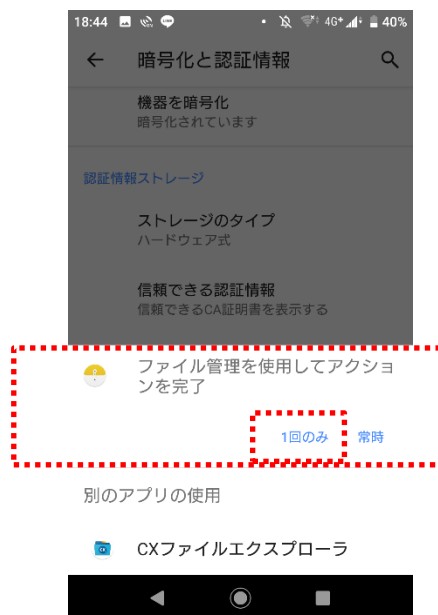 18:44 4G+ 40%
暗号化と認証情報
機器を暗号化
暗号化されています
認証情報ストレージ
ストレージのタイプ
ハードウェア式
信頼できる認証情報
信頼できるCA証明書を表示する
ファイル管理を使用してアクショ
ンを完了
1回のみ 常時
別のアプリの使用
CXファイルエクスプローラ